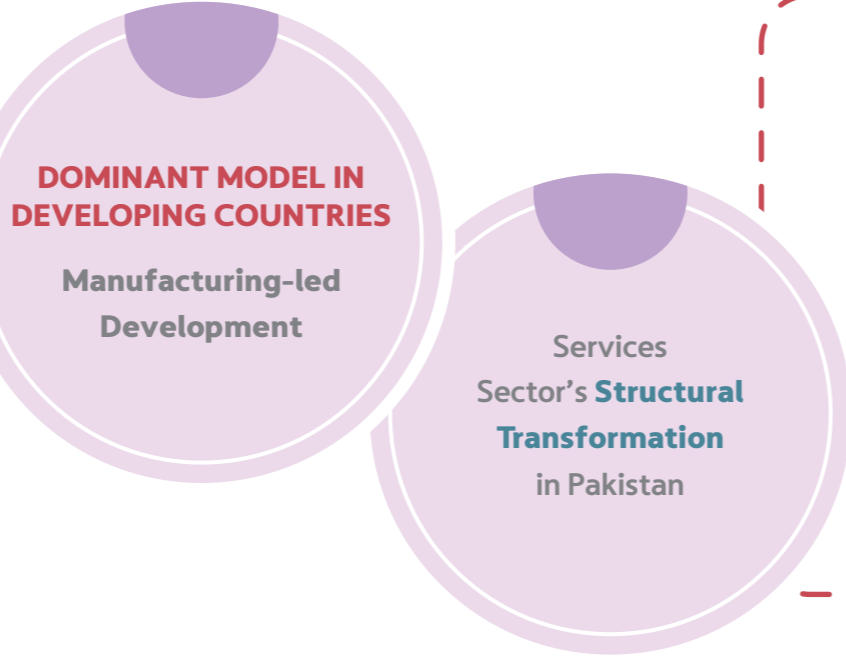 DOMINANT MODEL IN
DEVELOPING COUNTRIES
Manufacturing-led
Development
Services
Sector’s Structural
Transformation
in Pakistan